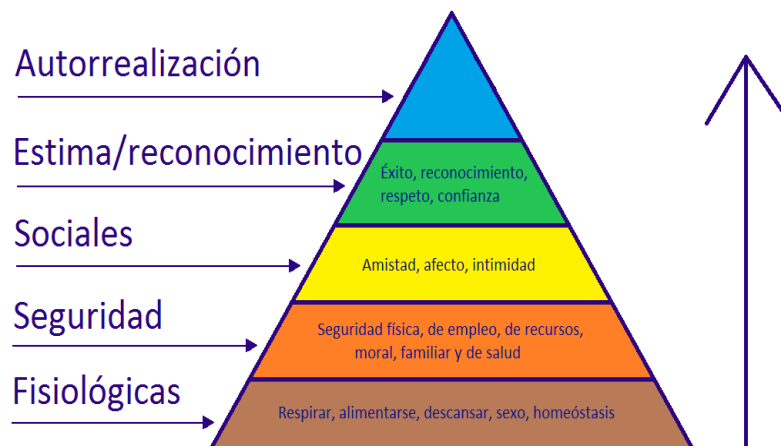 Autorrealización
Estima/reconocimiento
Éxito, reconocimiento,
respeto, confianza
Sociales
Amistad, afecto, intimidad
Seguridad
Seguridad física, de empleo, de recursos,
moral, familiar y de salud
Fisiológicas
Respirar, alimentarse, descansar, sexo, homeóstasis